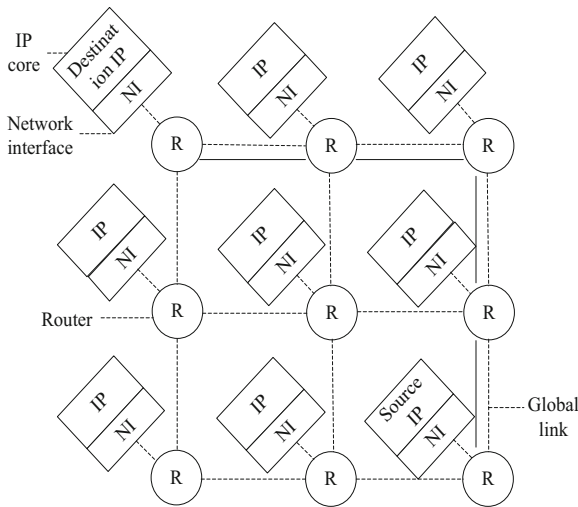 IP
core
Destinat
ion IP
NI
IP
NI
IP
NI
Network
interface
R
R
R
IP
NI
IP
NI
IP
NI
Router
R
R
R
IP
NI
IP
NI
Source
IP
NI
Global
link
R
R
R